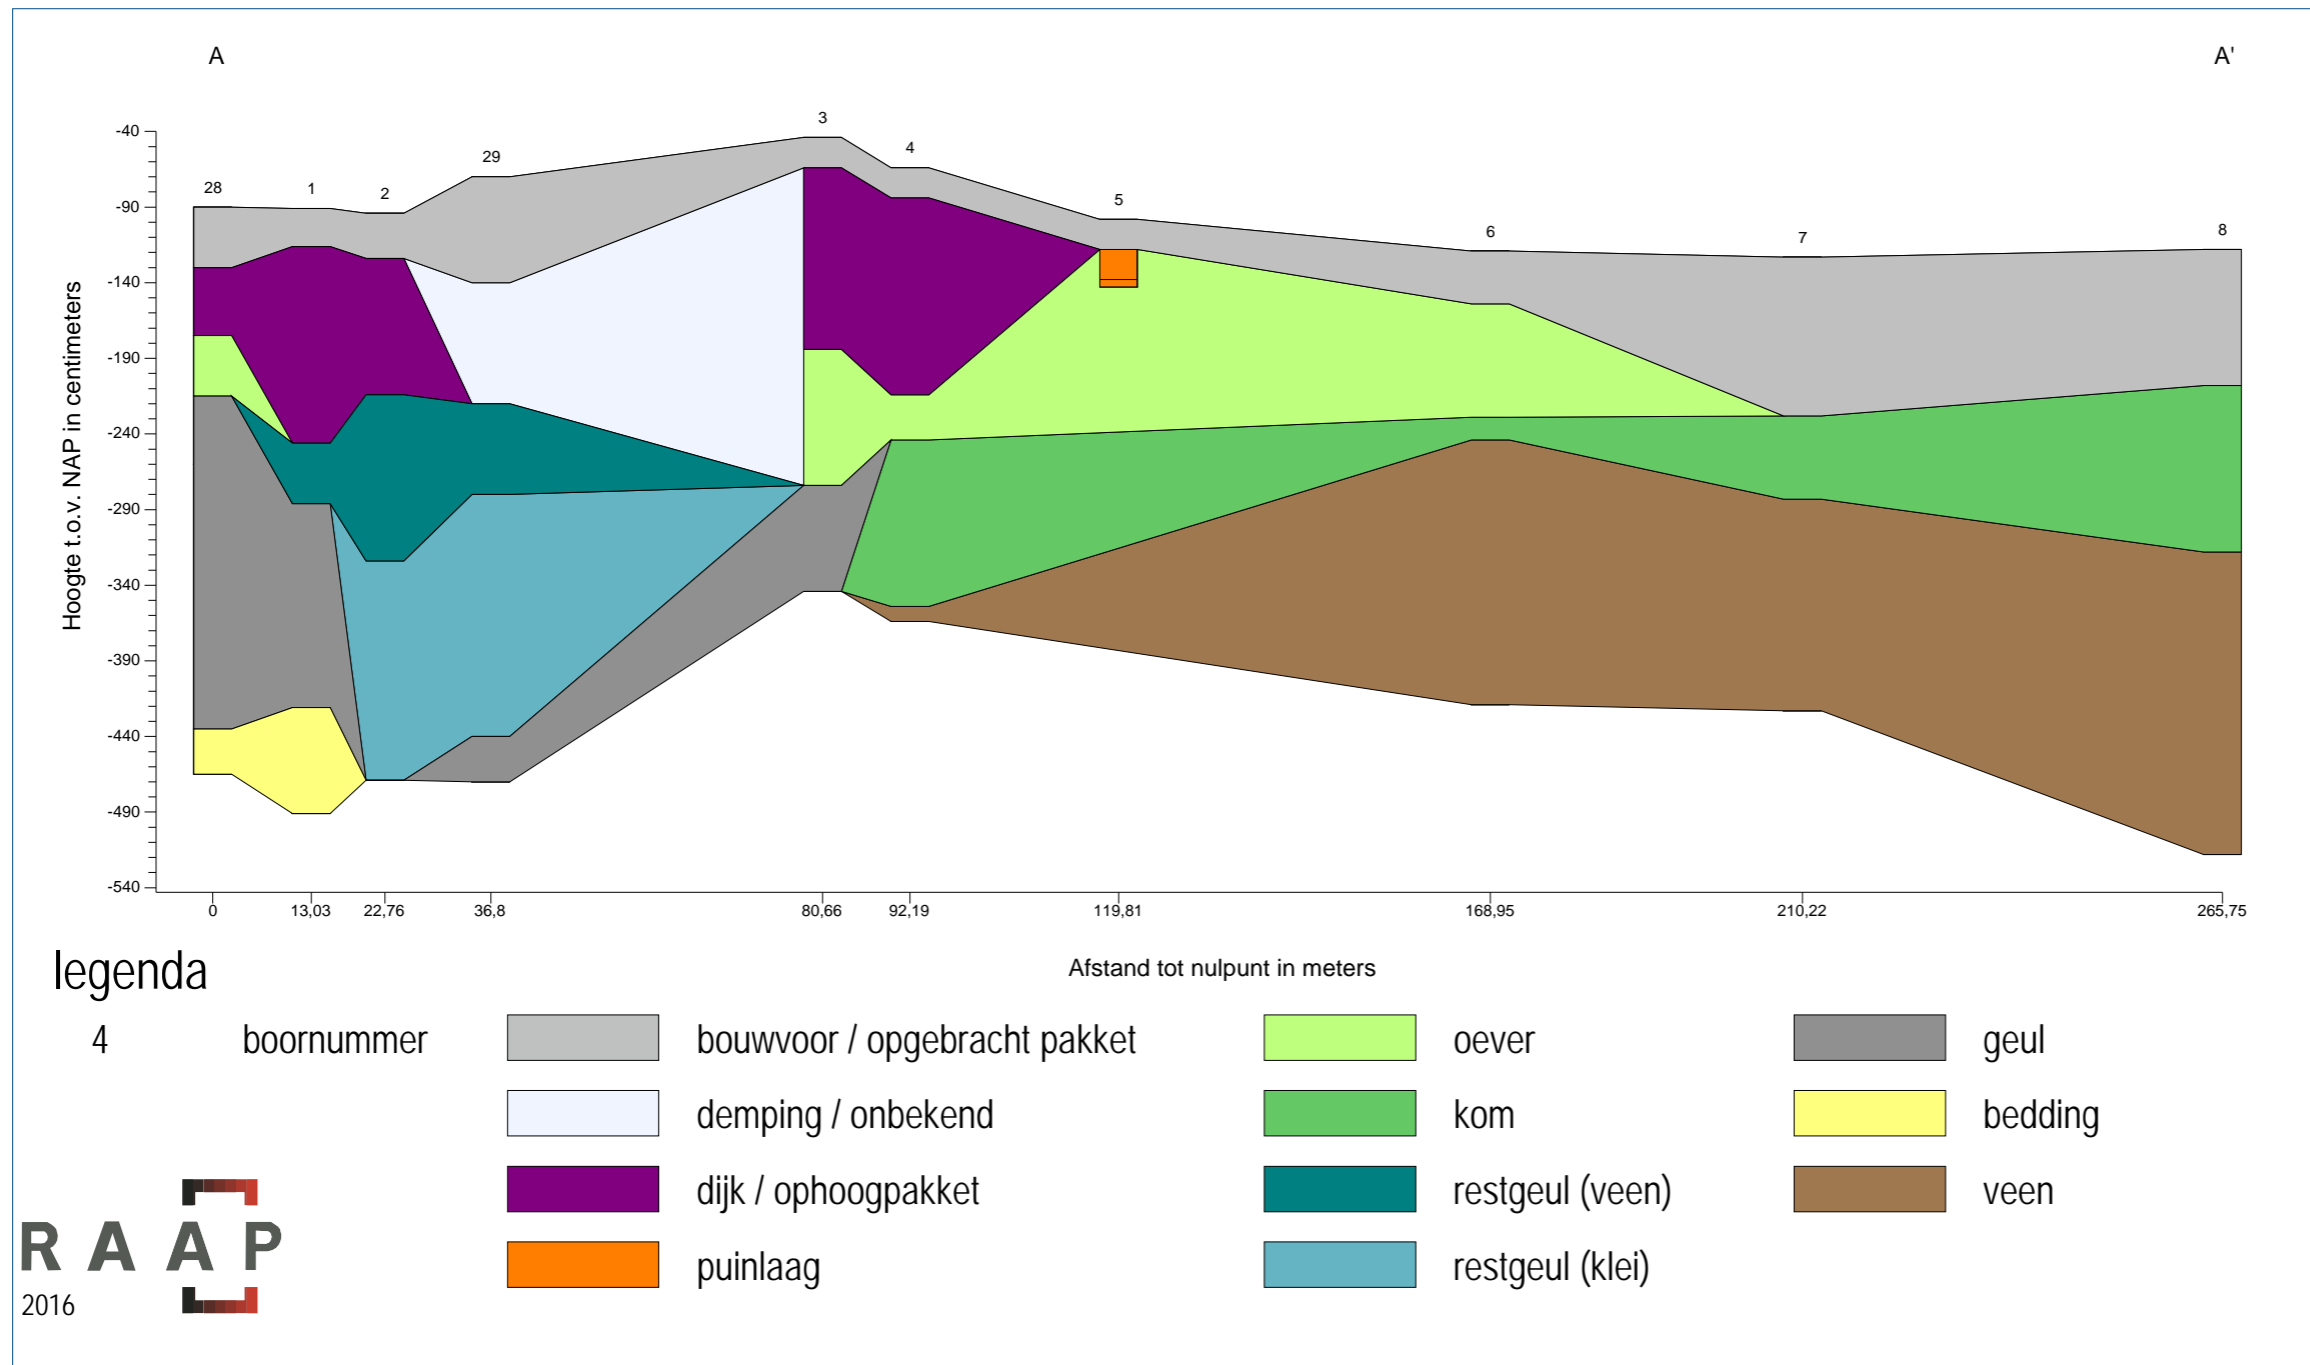 A A'
3
4
29
28 1 2 5
6 7 8
-40
-90
-140
-190
-240
-290
-340
-390
-440
-490
-540
Hoogte t.o.v. NAP in centimeters
0 13,03 22,76 36,8 80,66 92,19 119,81 168,95 210,22 265,75
Afstand tot nulpunt in meters
legenda
4 boornummer
bouwvoor / opgebracht pakket
demping / onbekend
dijk / ophoogpakket
puinlaag
oever
kom
restgeul (veen)
restgeul (klei)
geul
bedding
veen
RAAP
2016